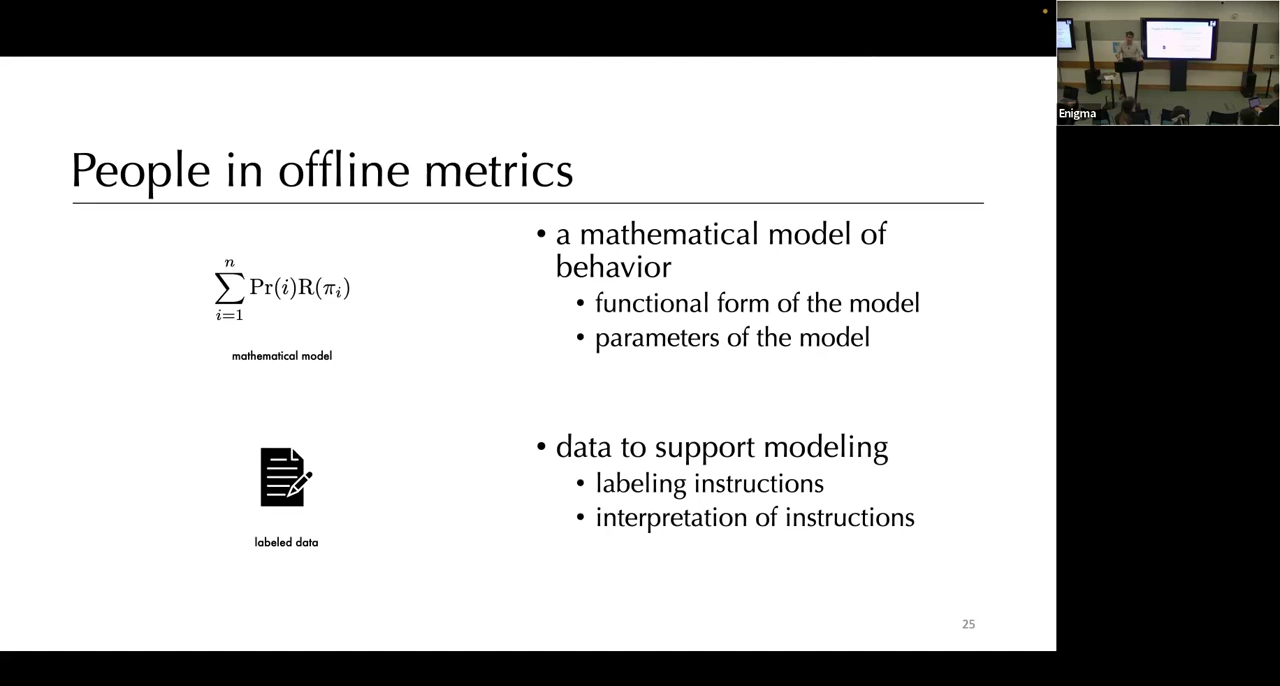 People in offline metrics
n
∑ Pr(i)R(πᵢ)
i=1
mathematical model
• a mathematical model of
behavior
• functional form of the model
• parameters of the model
labeled data
• data to support modeling
• labeling instructions
• interpretation of instructions
25
Enigma